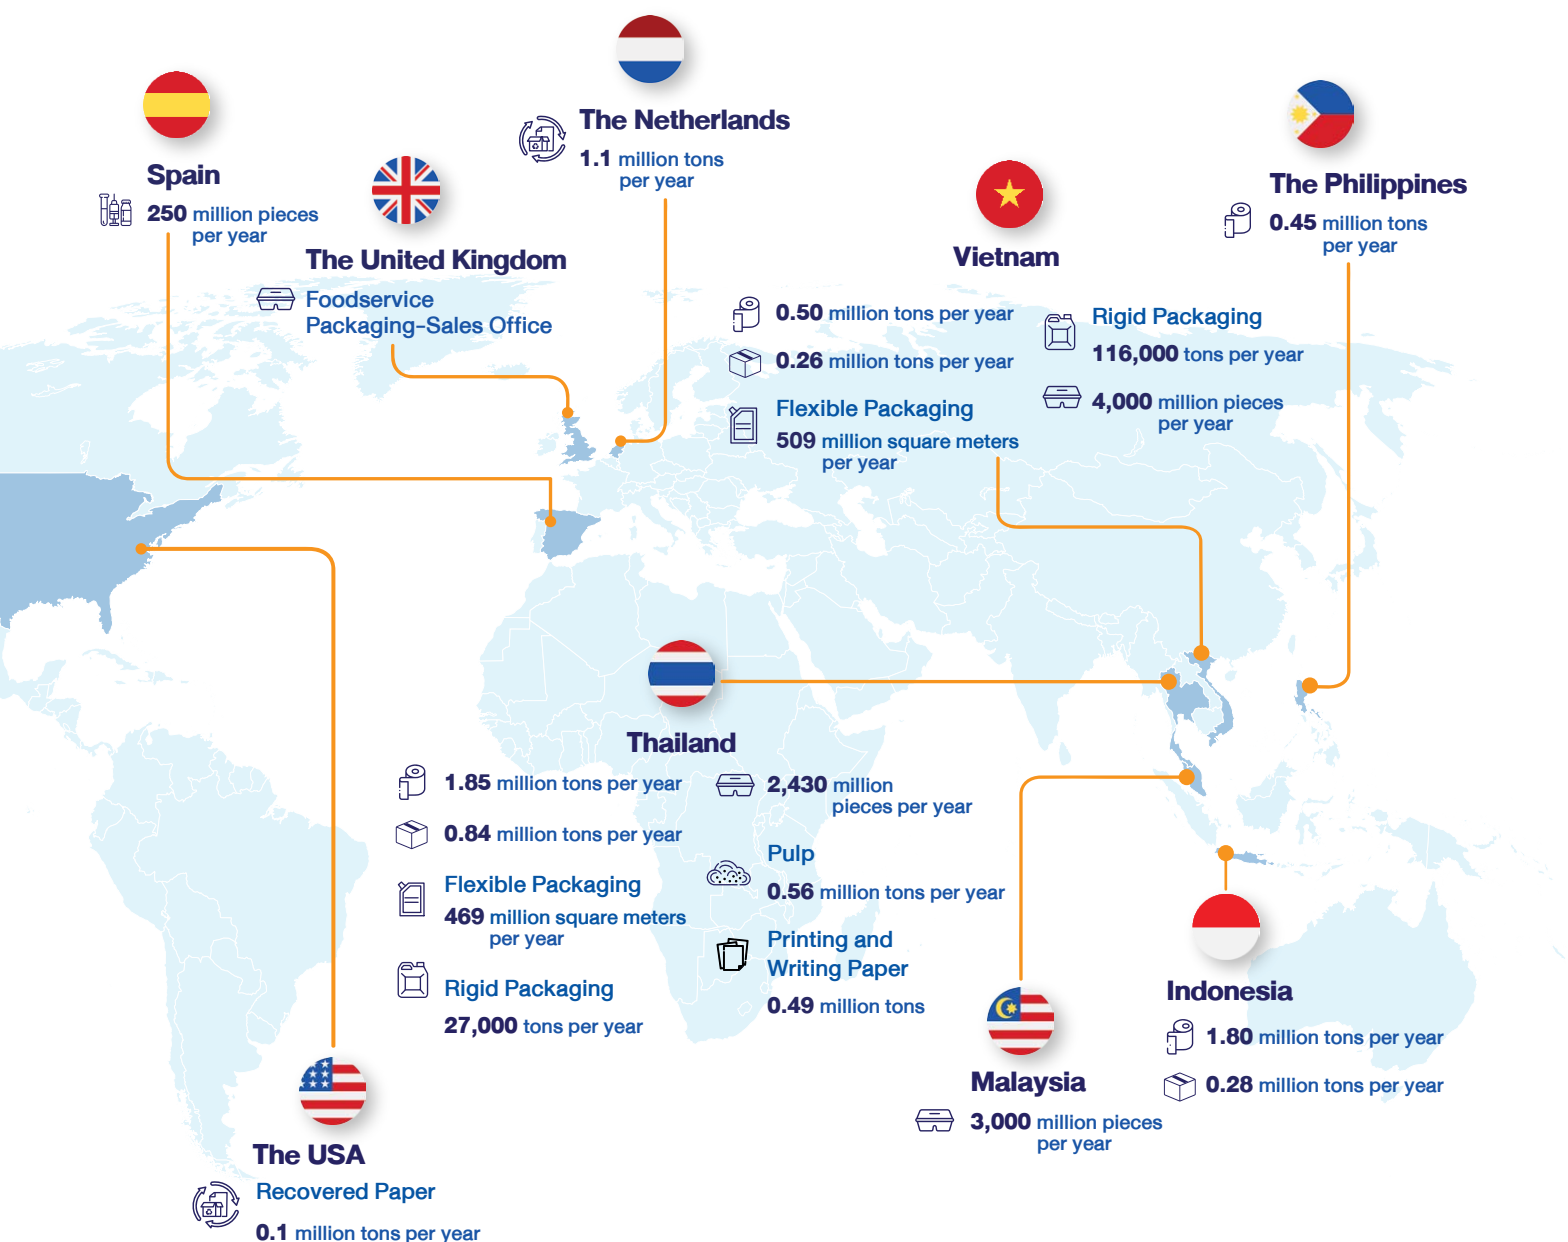 The Netherlands
1.1 million tons
per year
Spain
250 million pieces
per year
The United Kingdom
Foodservice
Packaging-Sales Office
Vietnam
0.50 million tons per year
0.26 million tons per year
Flexible Packaging
509 million square meters
per year
Rigid Packaging
116,000 tons per year
4,000 million pieces
per year
The Philippines
0.45 million tons
per year
Thailand
1.85 million tons per year
0.84 million tons per year
Flexible Packaging
469 million square meters
per year
Rigid Packaging
27,000 tons per year
2,430 million
pieces per year
Pulp
0.56 million tons per year
Printing and
Writing Paper
0.49 million tons
Indonesia
1.80 million tons per year
0.28 million tons per year
Malaysia
3,000 million pieces
per year
The USA
Recovered Paper
0.1 million tons per year